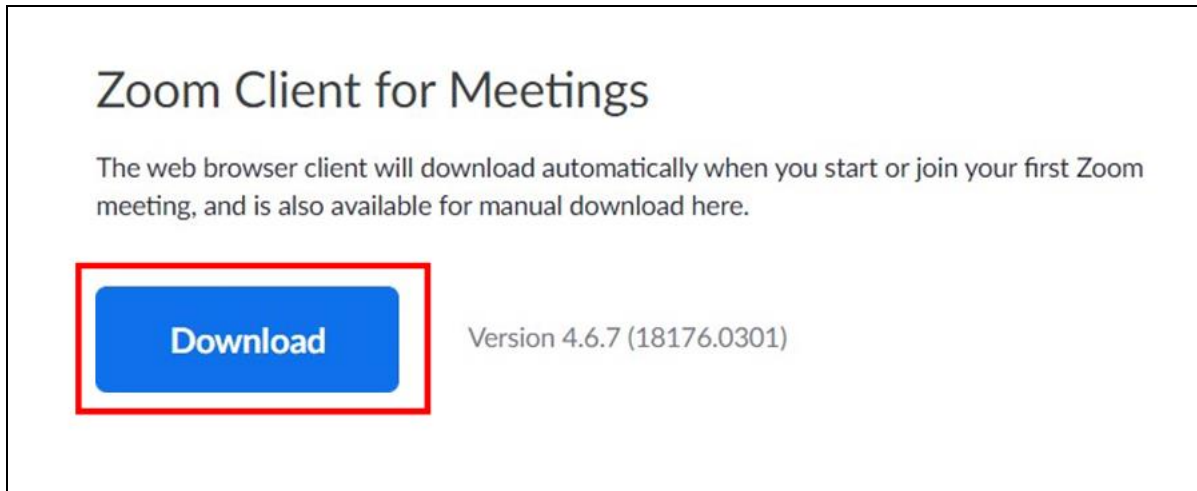 Zoom Client for Meetings
The web browser client will download automatically when you start or join your first Zoom
meeting, and is also available for manual download here.
Download
Version 4.6.7 (18176.0301)